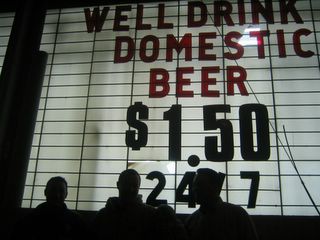 WELL DRINK
DOMESTIC
BEER
$1.50
24 7